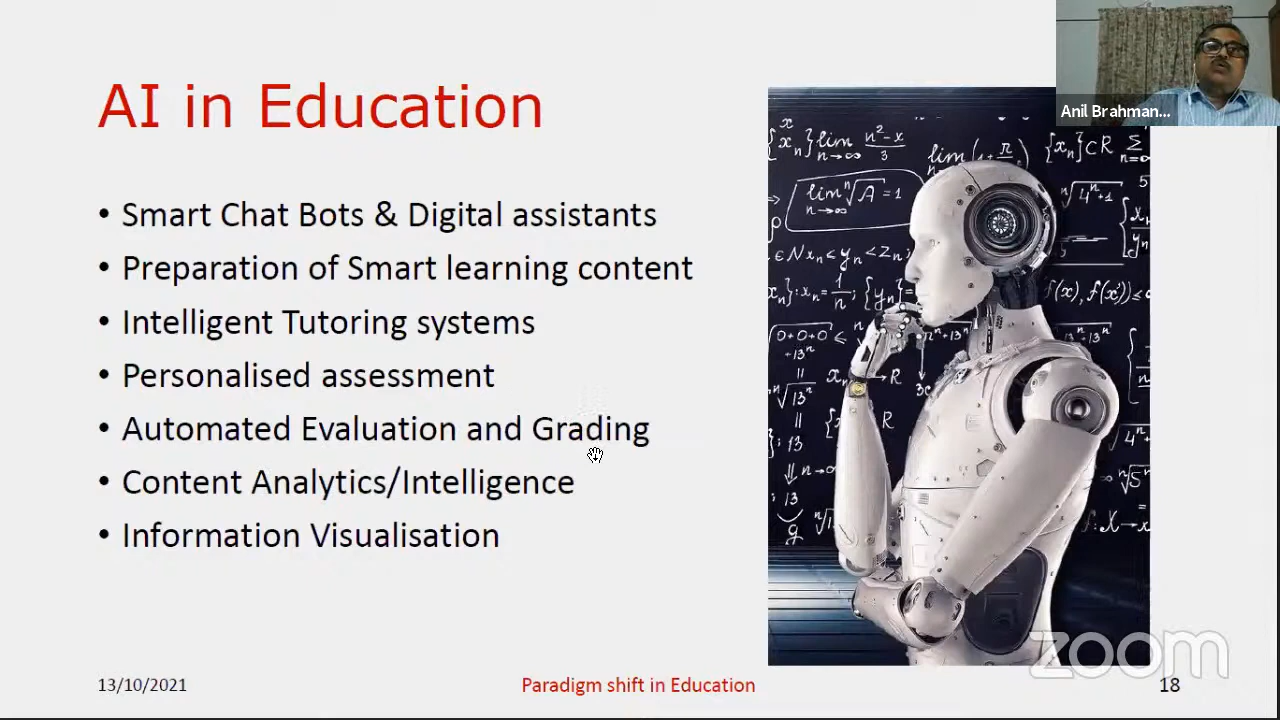 AI in Education
Anil Brahman...
• Smart Chat Bots & Digital assistants
• Preparation of Smart learning content
• Intelligent Tutoring systems
• Personalised assessment
• Automated Evaluation and Grading
• Content Analytics/Intelligence
• Information Visualisation
13/10/2021
Paradigm shift in Education
18
zoom